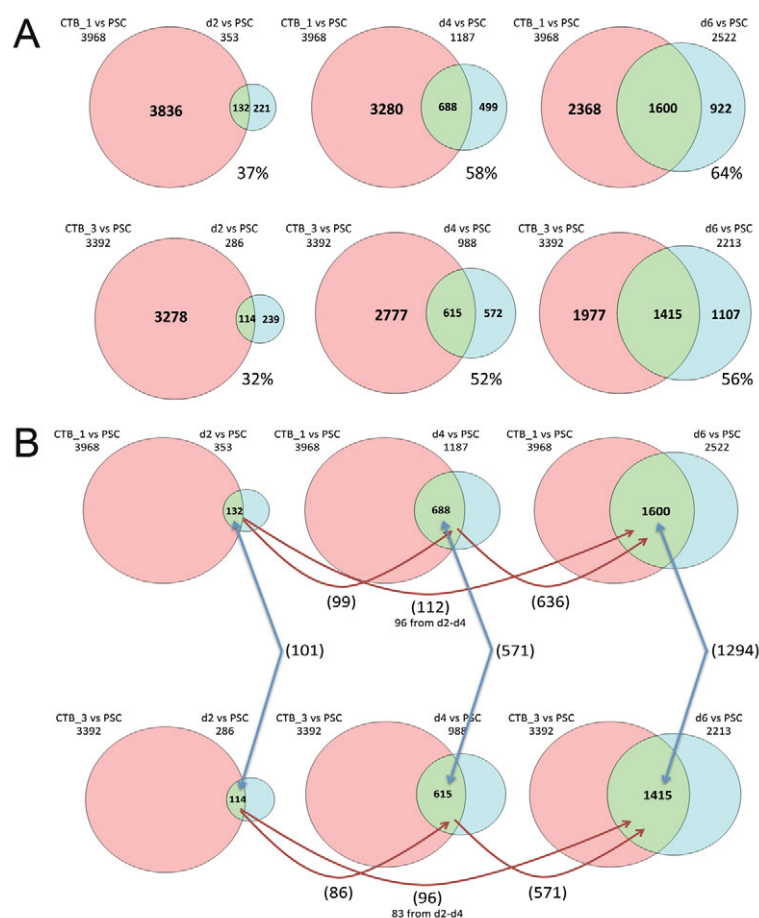 A
CTB_1 vs PSC
3968
d2 vs PSC
353
3836
132
221
37%
CTB_1 vs PSC
3968
d4 vs PSC
1187
3280
688
499
58%
CTB_1 vs PSC
3968
d6 vs PSC
2522
2368
1600
922
64%
CTB_3 vs PSC
3392
d2 vs PSC
286
3278
114
239
32%
CTB_3 vs PSC
3392
d4 vs PSC
988
2777
615
572
52%
CTB_3 vs PSC
3392
d6 vs PSC
2213
1977
1415
1107
56%
B
CTB_1 vs PSC
3968
d2 vs PSC
353
132
CTB_1 vs PSC
3968
d4 vs PSC
1187
688
CTB_1 vs PSC
3968
d6 vs PSC
2522
1600
(99)
(112)
96 from d2-d4
(636)
(101)
(571)
(1294)
CTB_3 vs PSC
3392
d2 vs PSC
286
114
CTB_3 vs PSC
3392
d4 vs PSC
988
615
CTB_3 vs PSC
3392
d6 vs PSC
2213
1415
(86)
(96)
83 from d2-d4
(571)